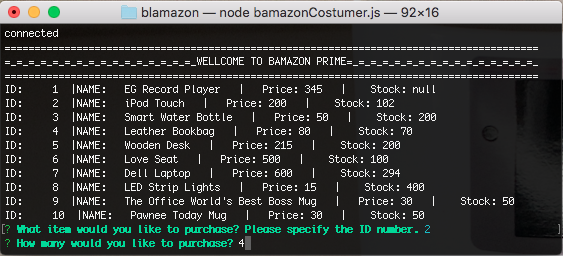 blamazon — node bamazonCostumer.js — 92×16
connected
==========================================================================================
=_=_=_=_=_=_=_=_=_=_=_=_=_=_=_=_WELLCOME TO BAMAZON PRIME=_=_=_=_=_=_=_=_=_=_=_=_=_=_=_=_
==========================================================================================
ID: 1 |NAME: EG Record Player | Price: 345 | Stock: null
ID: 2 |NAME: iPod Touch | Price: 200 | Stock: 102
ID: 3 |NAME: Smart Water Bottle | Price: 50 | Stock: 200
ID: 4 |NAME: Leather Bookbag | Price: 80 | Stock: 70
ID: 5 |NAME: Wooden Desk | Price: 215 | Stock: 200
ID: 6 |NAME: Love Seat | Price: 500 | Stock: 100
ID: 7 |NAME: Dell Laptop | Price: 600 | Stock: 294
ID: 8 |NAME: LED Strip Lights | Price: 15 | Stock: 400
ID: 9 |NAME: The Office World's Best Boss Mug | Price: 30 | Stock: 50
ID: 10 |NAME: Pawnee Today Mug | Price: 30 | Stock: 50
[? What item would you like to purchase? Please specify the ID number. 2 ]
? How many would you like to purchase? 4